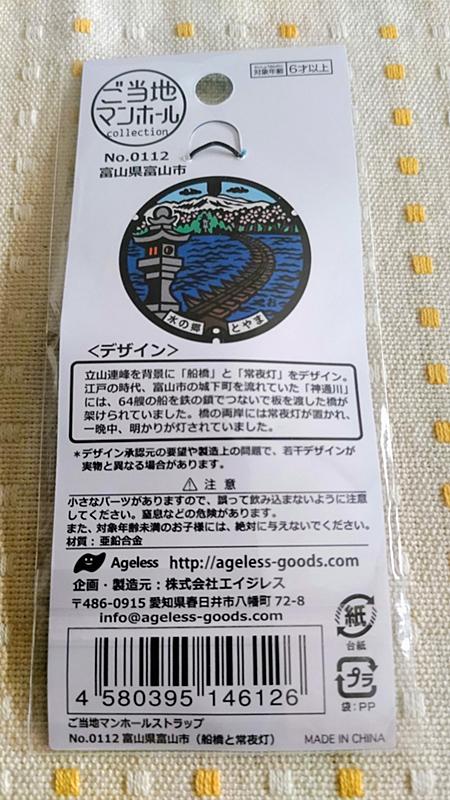 ご当地
マンホール
collection
対象年齢 6才以上
No.0112
富山県富山市
水の郷 とやま
お
<デザイン>
立山連峰を背景に「船橋」と「常夜灯」をデザイン。
江戸の時代、富山市の城下町を流れていた「神通川」
には、64艘の船を鉄の鎖でつないで板を渡した橋が
架けられていました。橋の両岸には常夜灯が置かれ、
一晩中、明かりが灯されていました。
*デザイン承認元の要望や製造上の問題で、若干デザインが
実物と異なる場合があります。
⚠ 注 意
小さなパーツがありますので、誤って飲み込まないように注意
してください。窒息などの危険があります。
また、対象年齢未満のお子様には、絶対に与えないでください。
材質：亜鉛合金
Ageless http://ageless-goods.com
企画・製造元：株式会社エイジレス
〒486-0915 愛知県春日井市八幡町 72-8
info@ageless-goods.com
紙
台紙
プラ
袋：PP
4 580395 146126
ご当地マンホールストラップ
No.0112 富山県富山市（船橋と常夜灯）
MADE IN CHINA